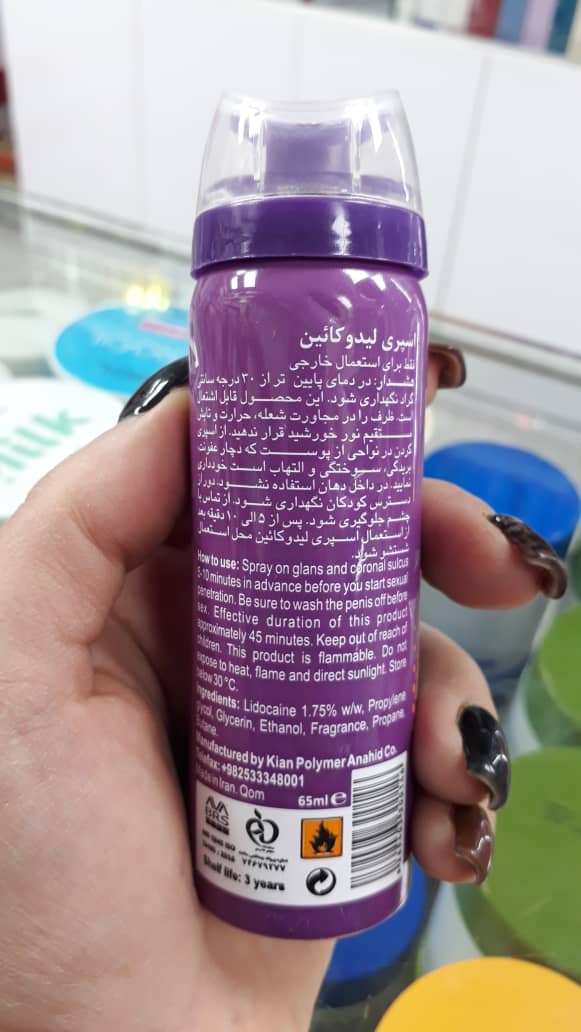 اسپری لیدوکائین
فقط برای استعمال خارجی
هشدار: در دمای پایین تر از ۳۰ درجه سانتی
گراد نگهداری شود. این محصول قابل اشتعال
است ظرف را در مجاورت شعله، حرارت و تابش
مستقیم نور خورشید قرار ندهید. از اسپری
کردن در نواحی از پوست که دچار عفونت،
بریدگی، سوختگی و التهاب است خودداری
نمایید. در داخل دهان استفاده نشود. دور از
دسترس کودکان نگهداری شود. از تماس با
چشم جلوگیری شود. پس از ۵ الی ۱۰ دقیقه بعد
از استعمال اسپری لیدوکائین محل استعمال
شستشو شود.
How to use: Spray on glans and coronal sulcus
5-10 minutes in advance before you start sexual
penetration. Be sure to wash the penis off before
sex. Effective duration of this product
approximately 45 minutes. Keep out of reach of
children. This product is flammable. Do not
expose to heat, flame and direct sunlight. Store
below 30 °C.
Ingredients: Lidocaine 1.75% w/w, Propylene
Glycol, Glycerin, Ethanol, Fragrance, Propane,
Butane.
Manufactured by Kian Polymer Anahid Co.
Telefax: +982533348001
Made in Iran. Qom
65ml e
BRS
Shelf life: 3 years